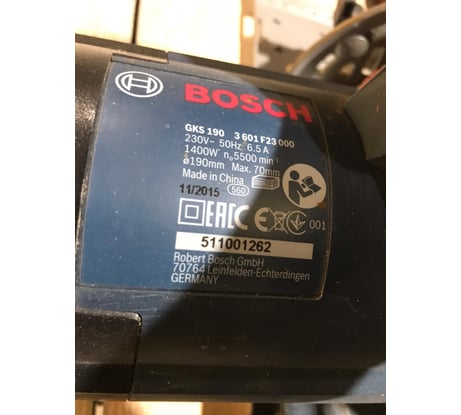 BOSCH
GKS 190 3 601 F23 000
230V~ 50Hz 6.5 A
1400W n₀5500 min⁻¹
ø190mm Max. 70mm
Made in China
11/2015 560
EAC CE 001
511001262
Robert Bosch GmbH
70764 Leinfelden-Echterdingen
GERMANY